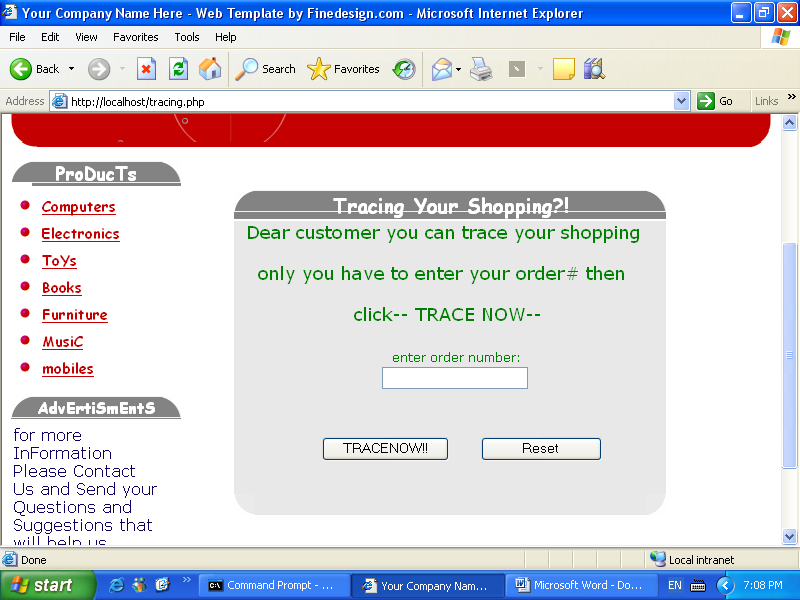 Your Company Name Here - Web Template by Finedesign.com - Microsoft Internet Explorer
File Edit View Favorites Tools Help
Back Search Favorites
Address http://localhost/tracing.php Go Links »
ProDucTs
Computers
Electronics
ToYs
Books
Furniture
MusiC
mobiles
AdvErtiSmEntS
for more
InFormation
Please Contact
Us and Send your
Questions and
Suggestions that
will help us
Tracing Your Shopping?!
Dear customer you can trace your shopping
only you have to enter your order# then
click-- TRACE NOW--
enter order number:
TRACENOW!! Reset
Done Local intranet
start » Command Prompt - ... Your Company Nam... Microsoft Word - Do... EN 7:08 PM